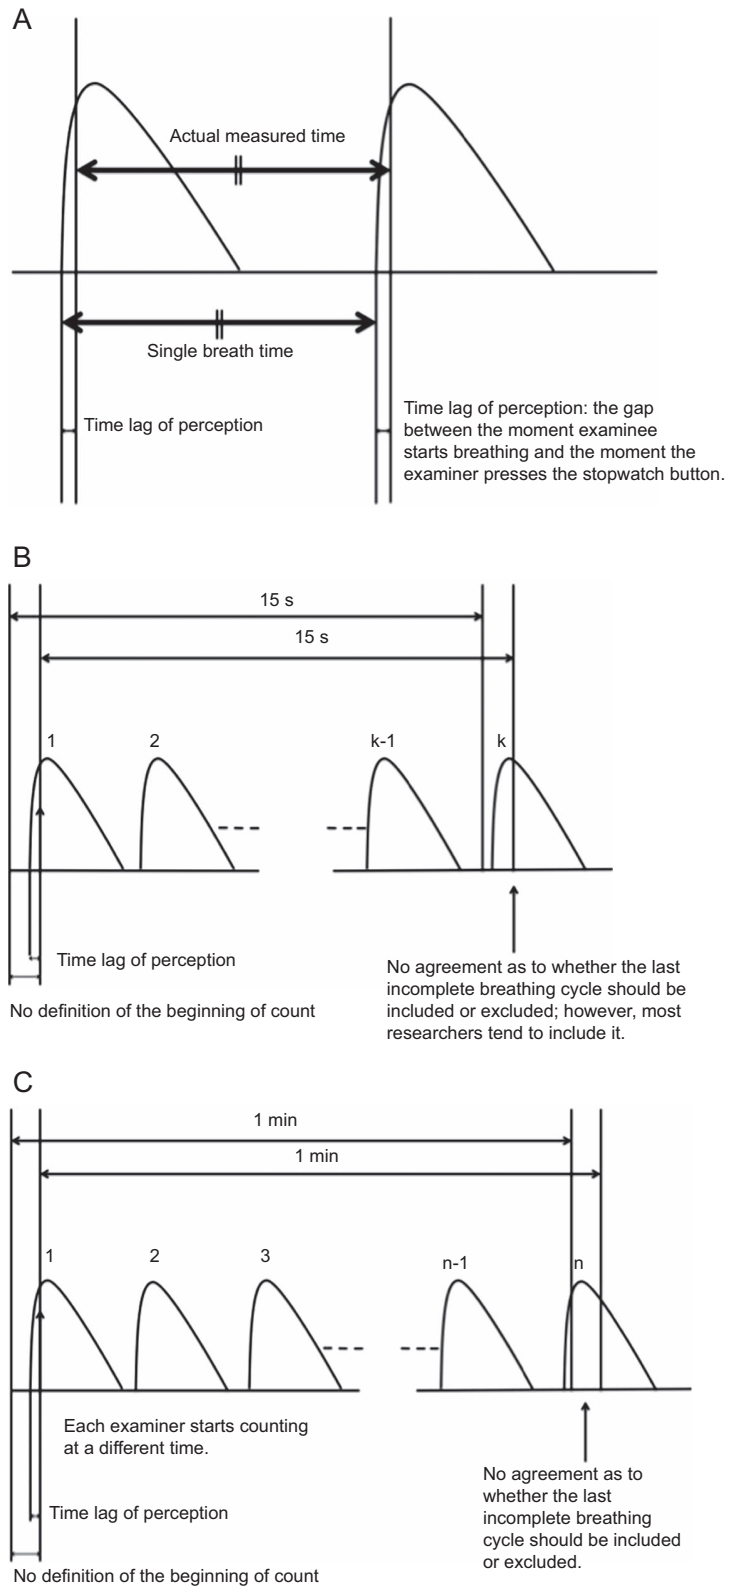 A
Actual measured time
Single breath time
Time lag of perception
Time lag of perception: the gap
between the moment examinee
starts breathing and the moment the
examiner presses the stopwatch button.
B
15 s
15 s
1
2
k-1
k
Time lag of perception
No definition of the beginning of count
No agreement as to whether the last
incomplete breathing cycle should be
included or excluded; however, most
researchers tend to include it.
C
1 min
1 min
1
2
3
n-1
n
Each examiner starts counting
at a different time.
Time lag of perception
No definition of the beginning of count
No agreement as to
whether the last
incomplete breathing
cycle should be included
or excluded.